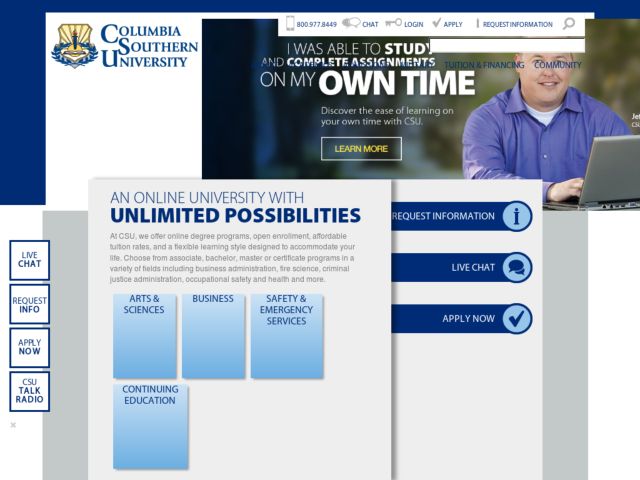 COLUMBIA
SOUTHERN
UNIVERSITY
800.977.8449 CHAT LOGIN APPLY REQUEST INFORMATION
I WAS ABLE TO STUDY
AND COMPLETE ASSIGNMENTS
ON MY OWN TIME
TUITION & FINANCING COMMUNITY
Discover the ease of learning on
your own time with CSU.
LEARN MORE
AN ONLINE UNIVERSITY WITH
UNLIMITED POSSIBILITIES
At CSU, we offer online degree programs, open enrollment, affordable
tuition rates, and a flexible learning style designed to accommodate your
life. Choose from associate, bachelor, master or certificate programs in a
variety of fields including business administration, fire science, criminal
justice administration, occupational safety and health and more.
ARTS &
SCIENCES
BUSINESS
SAFETY &
EMERGENCY
SERVICES
CONTINUING
EDUCATION
REQUEST INFORMATION
LIVE CHAT
APPLY NOW
LIVE
CHAT
REQUEST
INFO
APPLY
NOW
CSU
TALK
RADIO